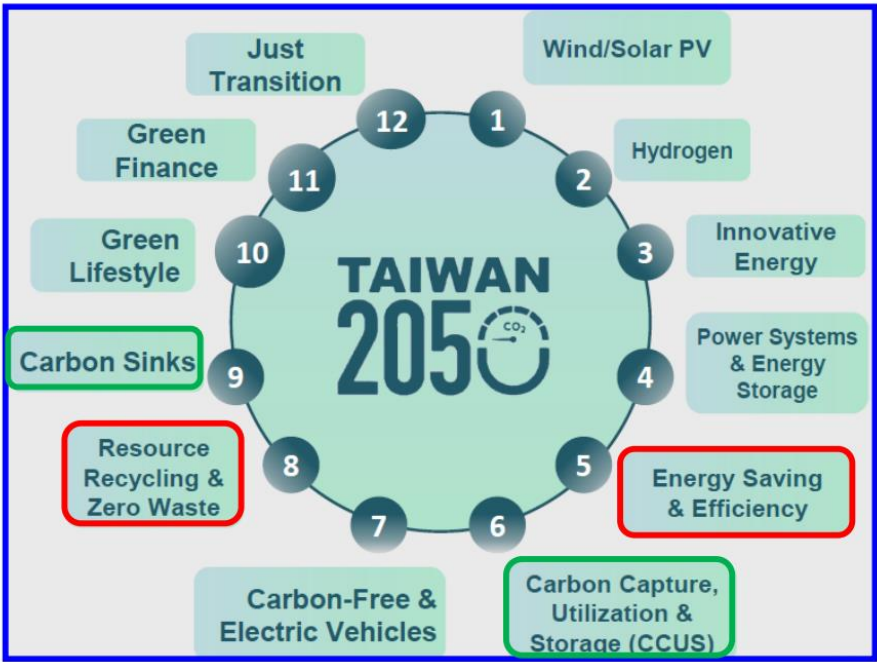 Just
Transition
Wind/Solar PV
12
1
Green
Finance
Hydrogen
11
2
Green
Lifestyle
Innovative
Energy
10
3
TAIWAN
2050
CO₂
Carbon Sinks
Power Systems
& Energy
Storage
9
4
Resource
Recycling &
Zero Waste
Energy Saving
& Efficiency
8
5
7
6
Carbon-Free &
Electric Vehicles
Carbon Capture,
Utilization &
Storage (CCUS)